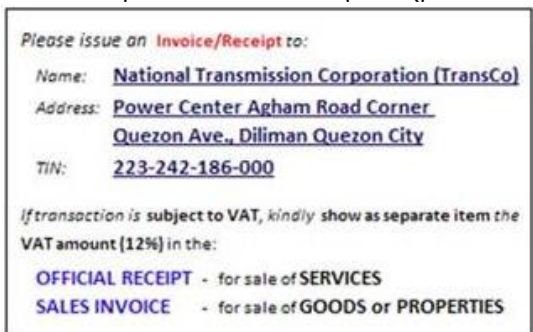 Please issue an Invoice/Receipt to:
Name: National Transmission Corporation (TransCo)
Address: Power Center Agham Road Corner
Quezon Ave., Diliman Quezon City
TIN: 223-242-186-000
If transaction is subject to VAT, kindly show as separate item the
VAT amount (12%) in the:
OFFICIAL RECEIPT - for sale of SERVICES
SALES INVOICE - for sale of GOODS or PROPERTIES